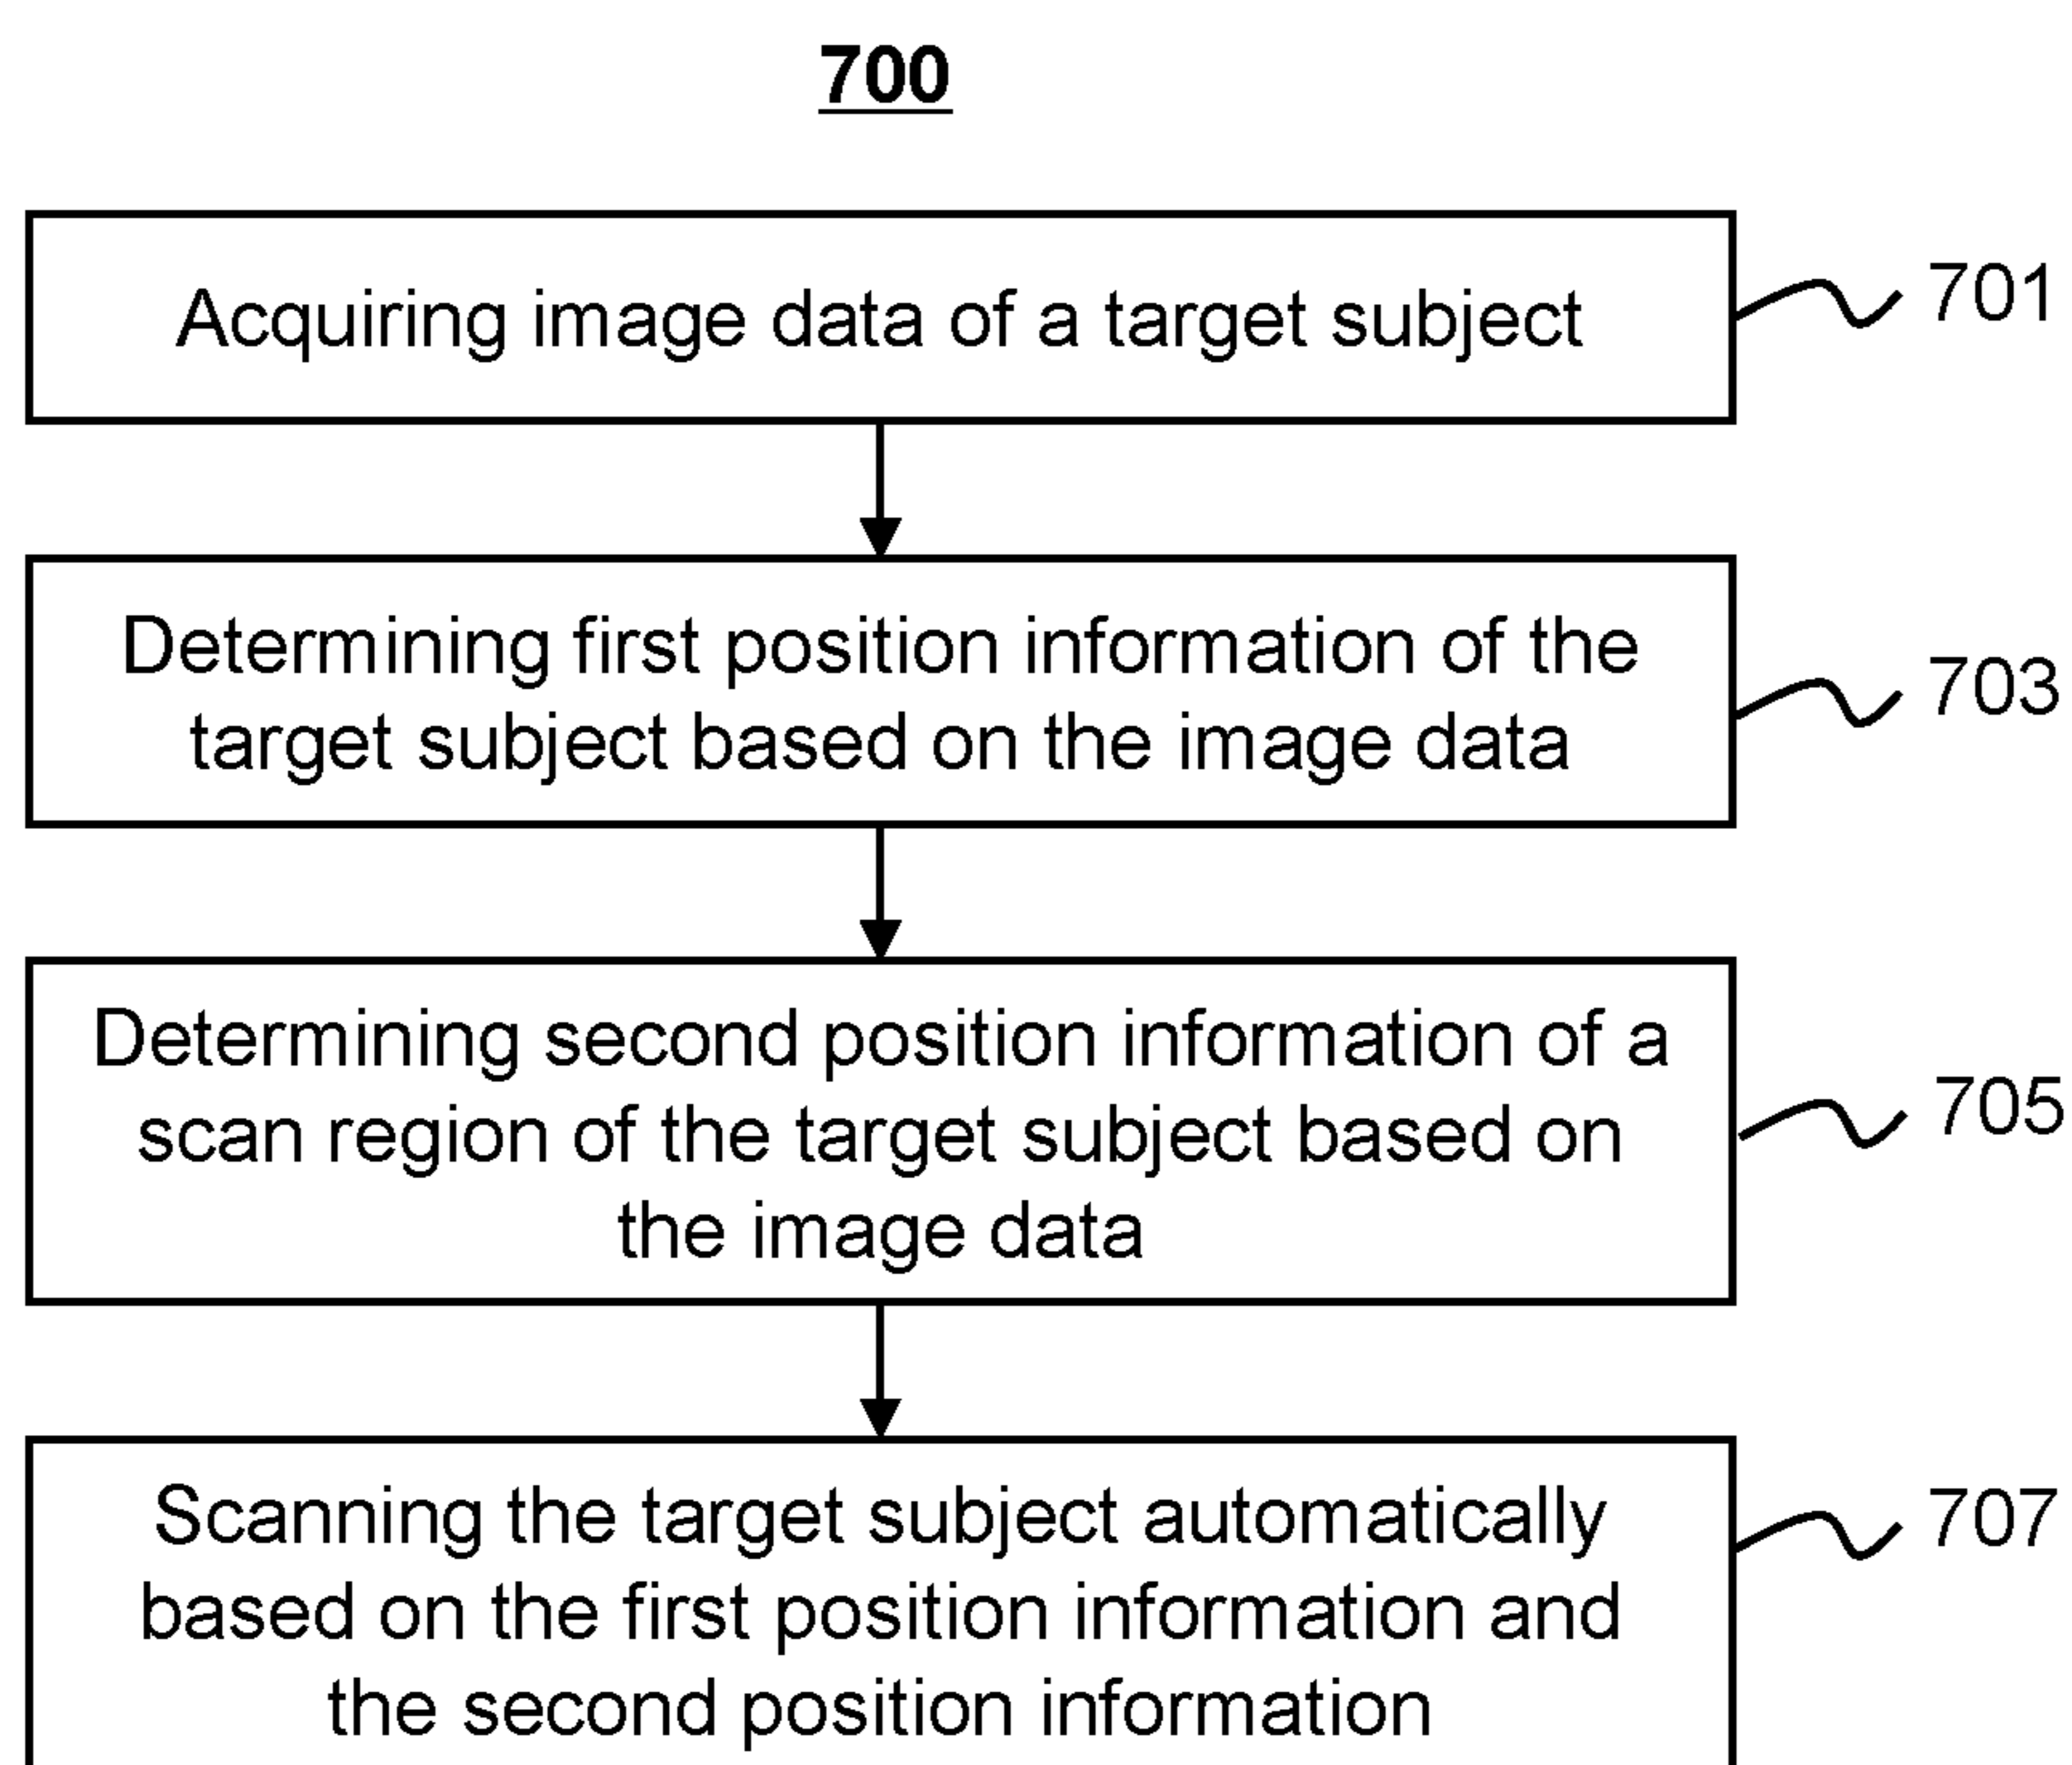 700
Acquiring image data of a target subject
701
Determining first position information of the
target subject based on the image data
703
Determining second position information of a
scan region of the target subject based on
the image data
705
Scanning the target subject automatically
based on the first position information and
the second position information
707